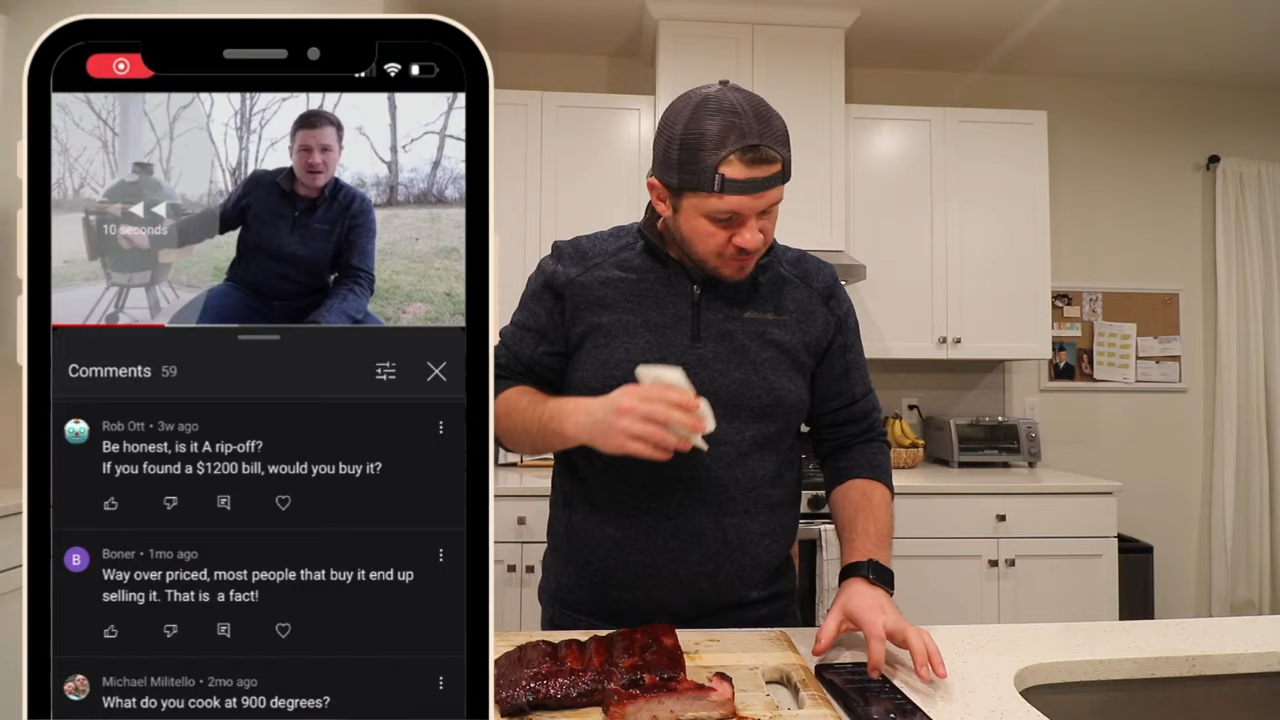 10 seconds
Comments 59
Rob Ott • 3w ago
Be honest, is it A rip-off?
If you found a $1200 bill, would you buy it?
B
Boner • 1mo ago
Way over priced, most people that buy it end up
selling it. That is a fact!
Michael Militello • 2mo ago
What do you cook at 900 degrees?